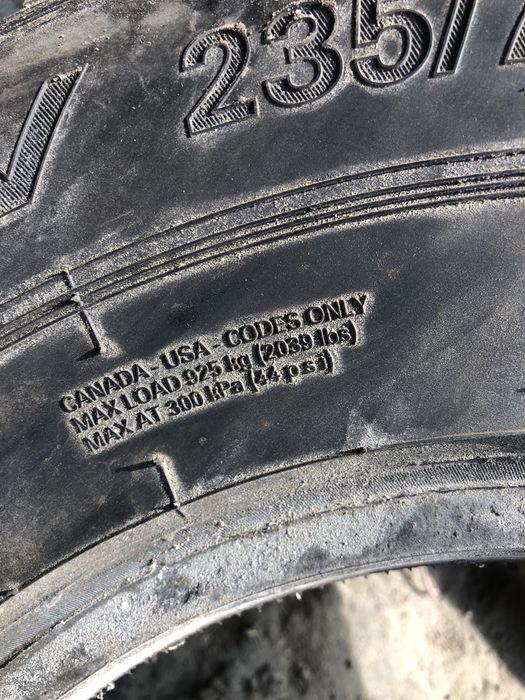 V 235/
CANADA - USA - CODES ONLY
MAX LOAD 925 kg (2039 lbs)
MAX AT 300 kPa (44 p.s.i)